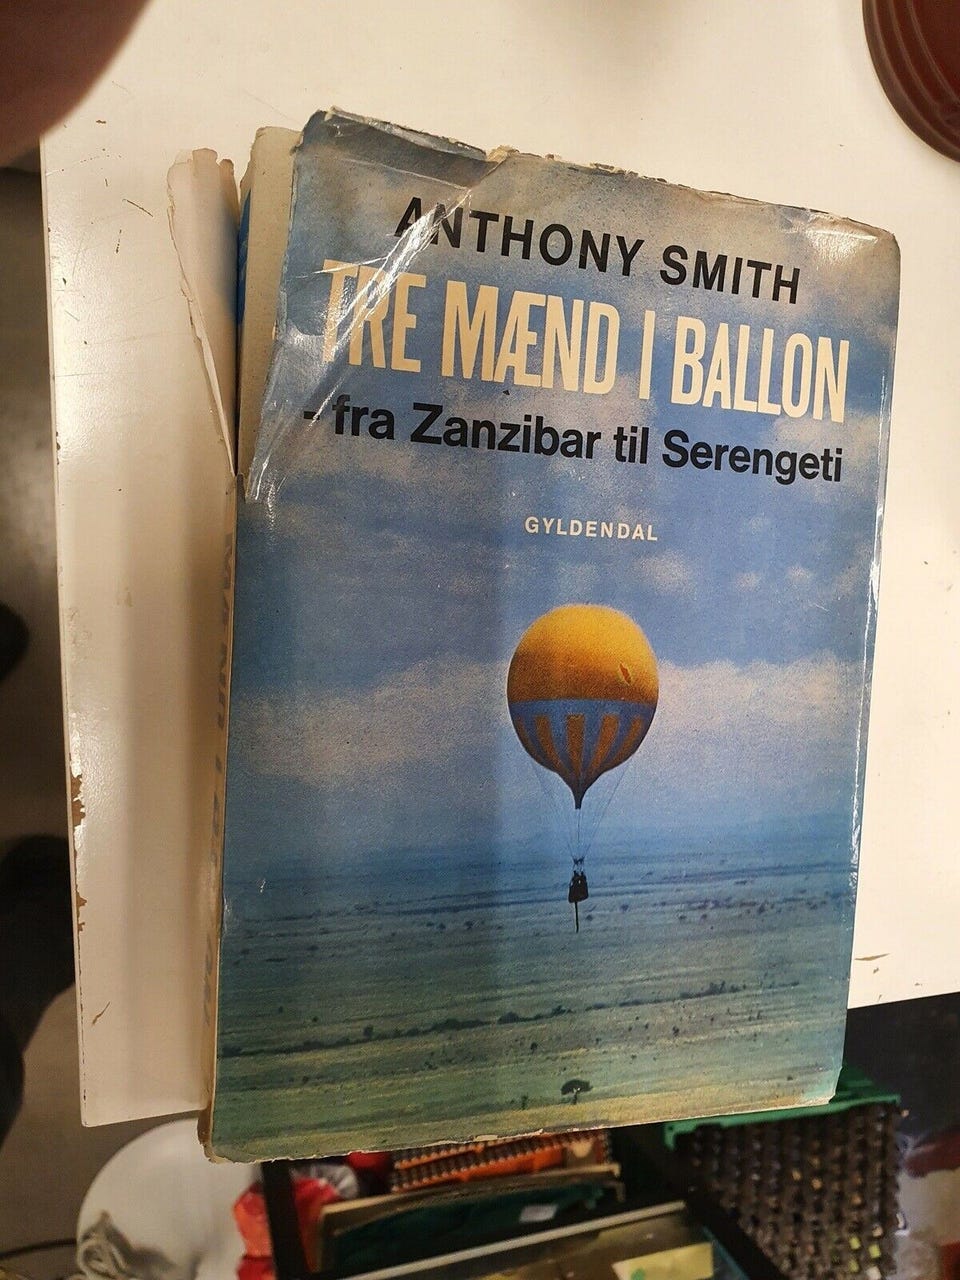 ANTHONY SMITH
TRE MÆND I BALLON
- fra Zanzibar til Serengeti
GYLDENDAL